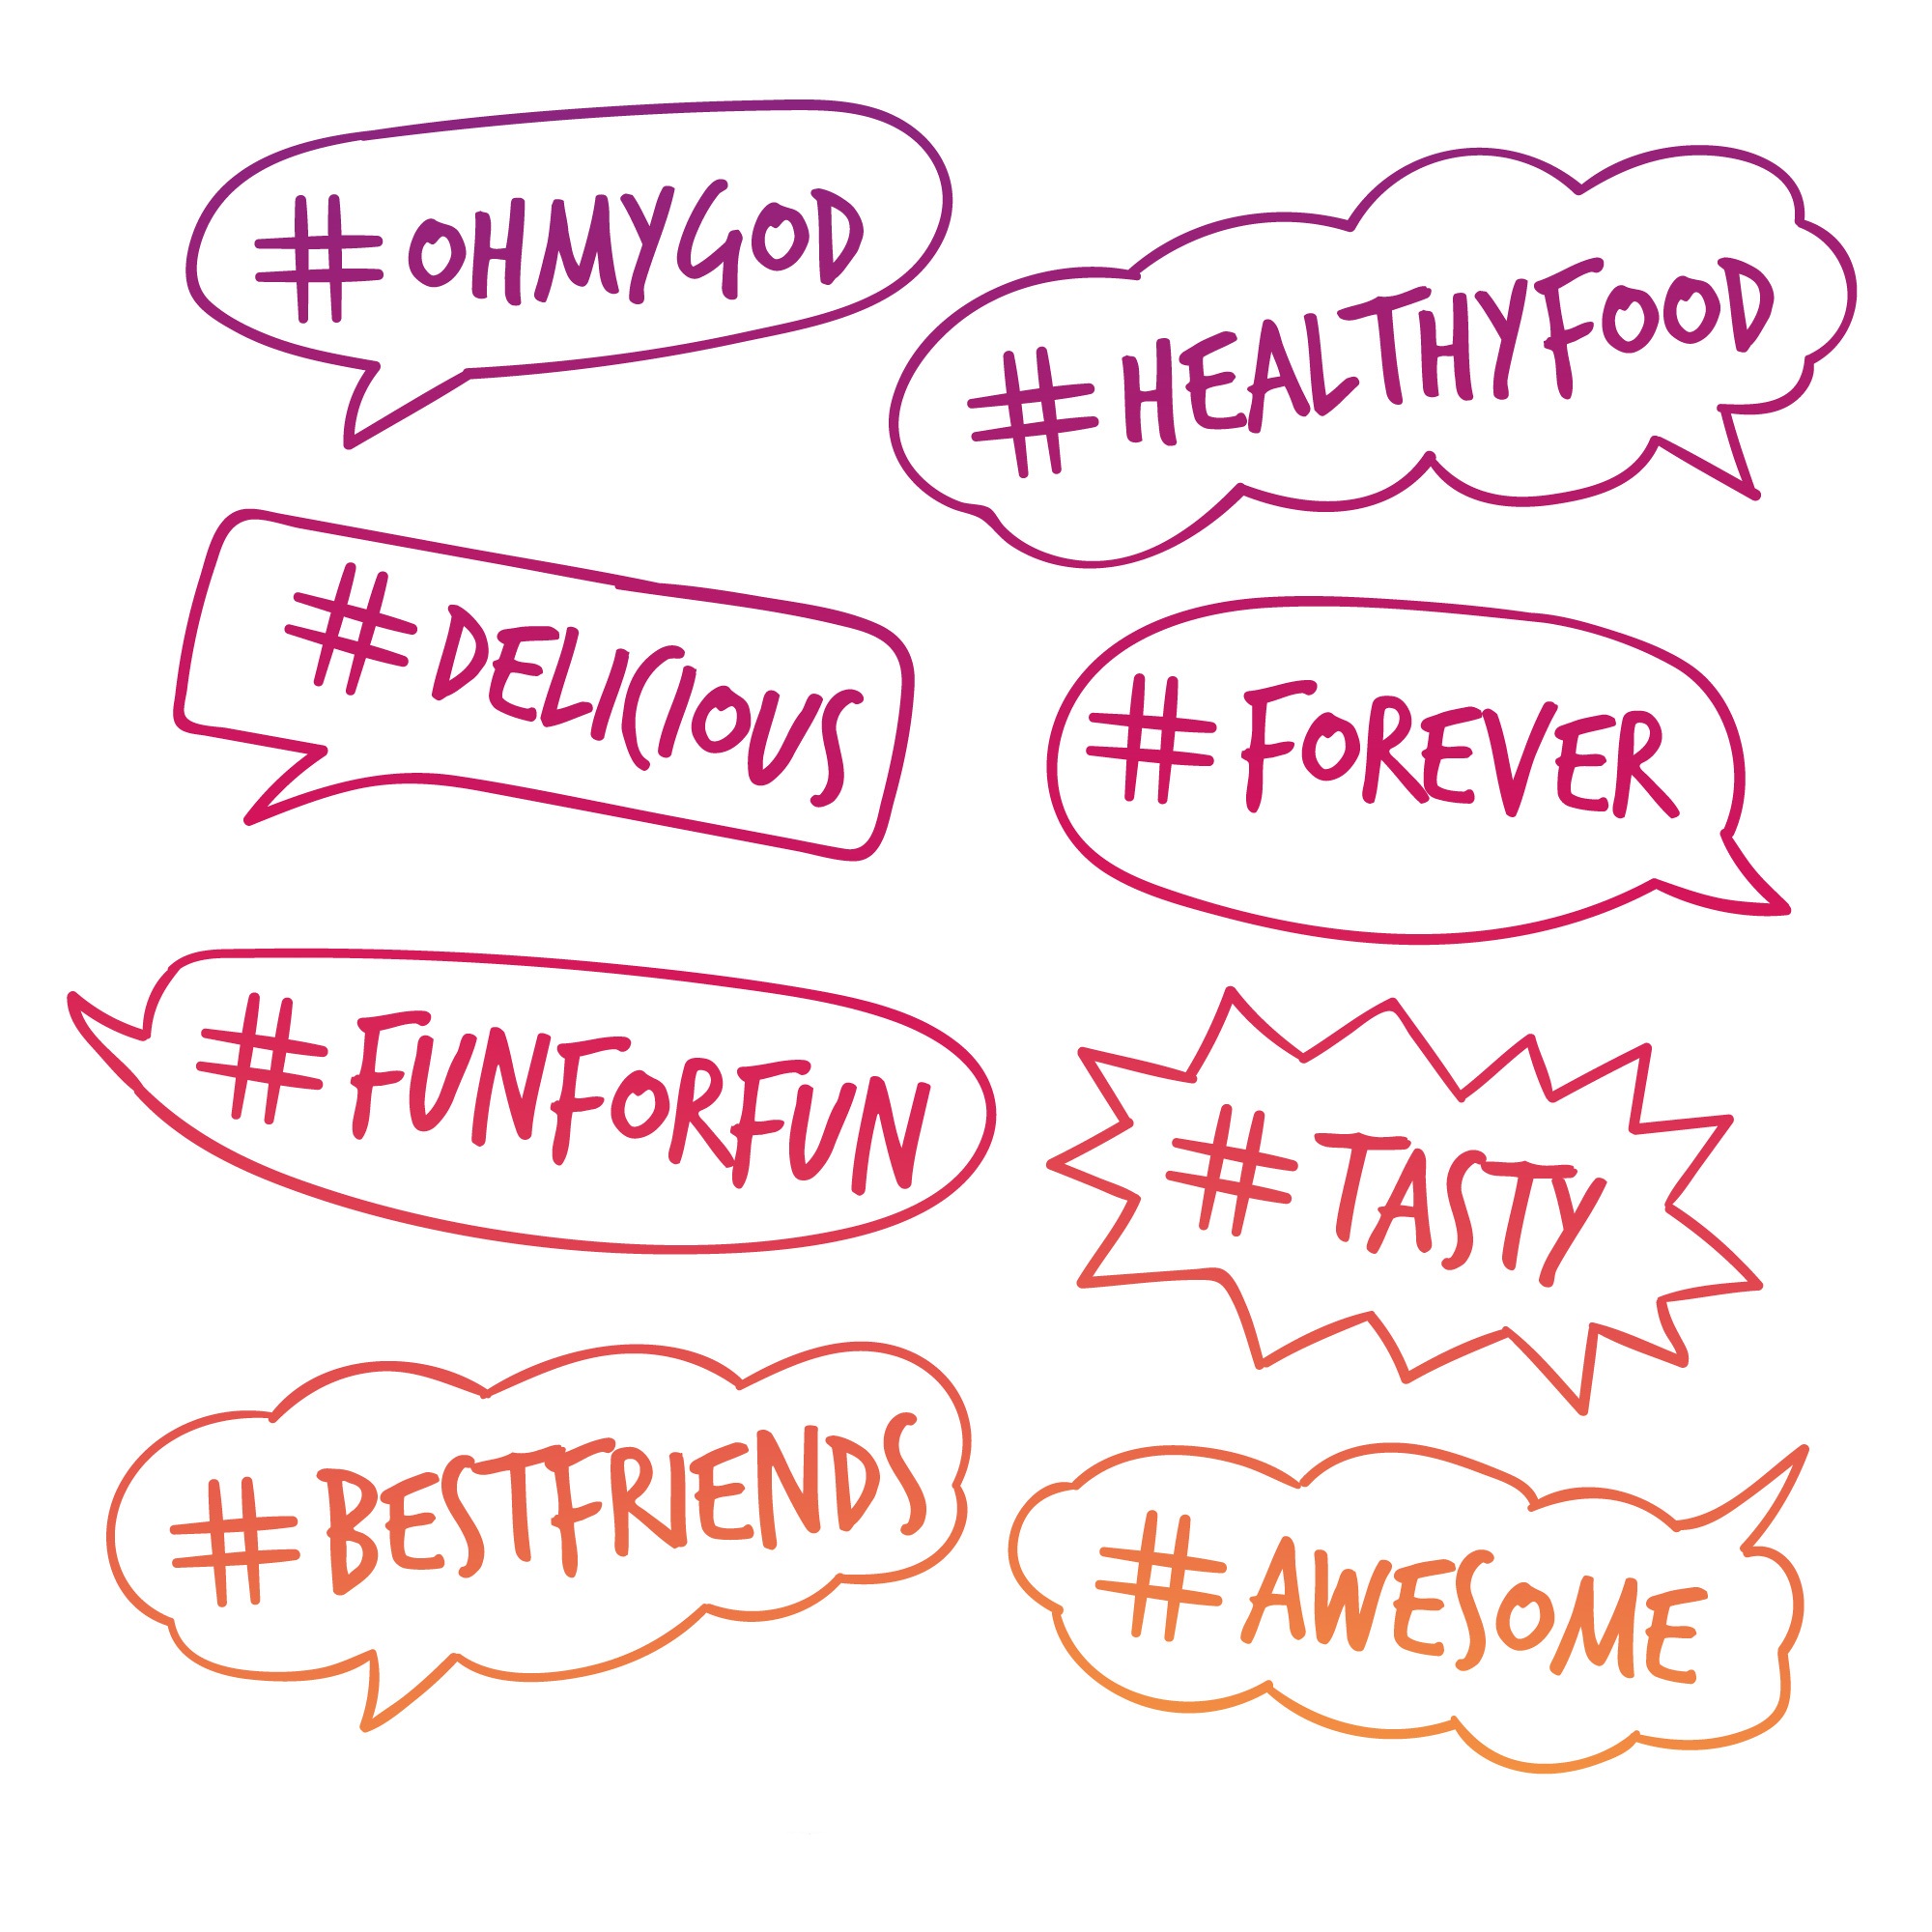 #OHMYGOD
#HEALTHYFOOD
#DELICIOUS
#FOREVER
#FUNFORFUN
#TASTY
#BESTFRIENDS
#AWESOME